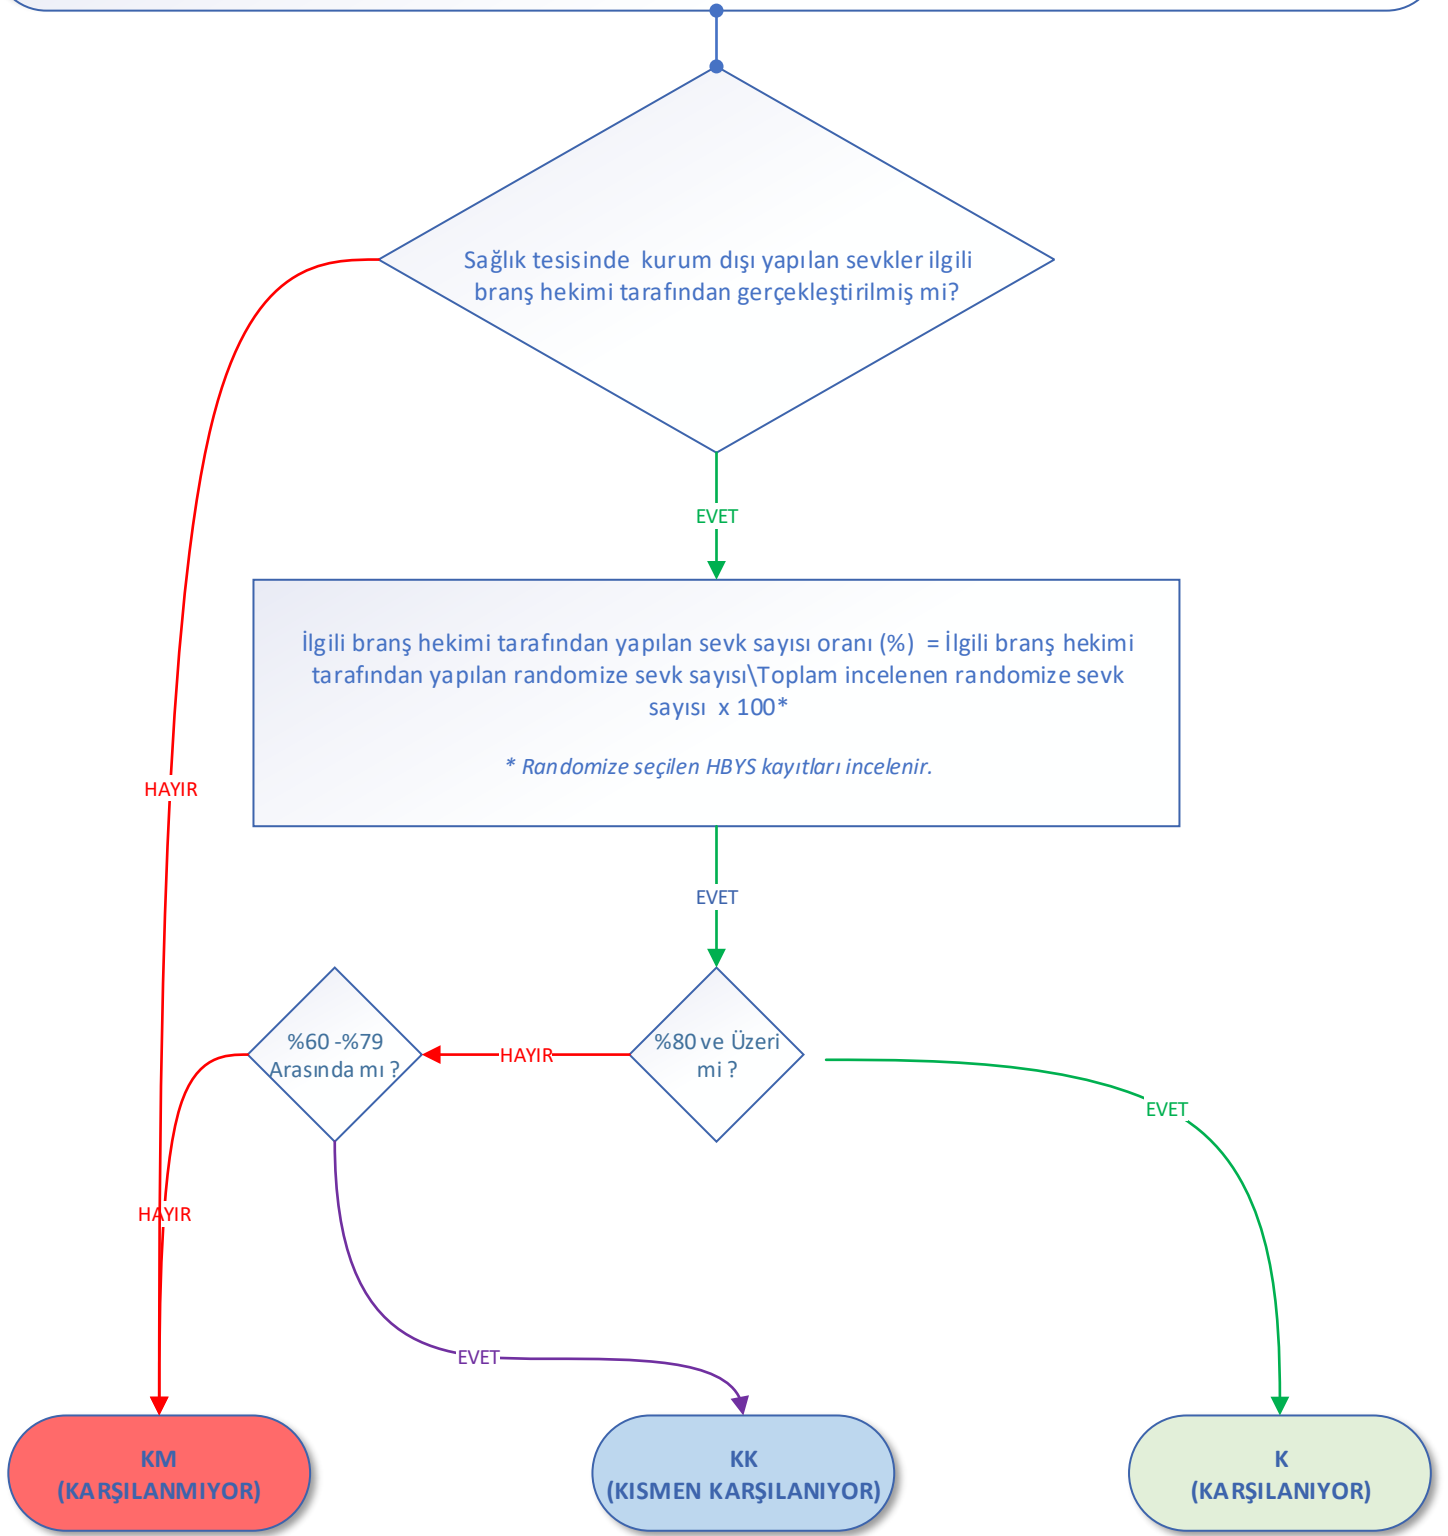 Sağlık tesisinde kurum dışı yapılan sevkler ilgili
branş hekimi tarafından gerçekleştirilmiş mi?
EVET
İlgili branş hekimi tarafından yapılan sevk sayısı oranı (%) = İlgili branş hekimi
tarafından yapılan randomize sevk sayısı\Toplam incelenen randomize sevk
sayısı x 100*
* Randomize seçilen HBYS kayıtları incelenir.
HAYIR
EVET
%60 -%79
Arasında mı ?
HAYIR
%80 ve Üzeri
mi ?
EVET
HAYIR
EVET
KM
(KARŞILANMIYOR)
KK
(KISMEN KARŞILANIYOR)
K
(KARŞILANIYOR)